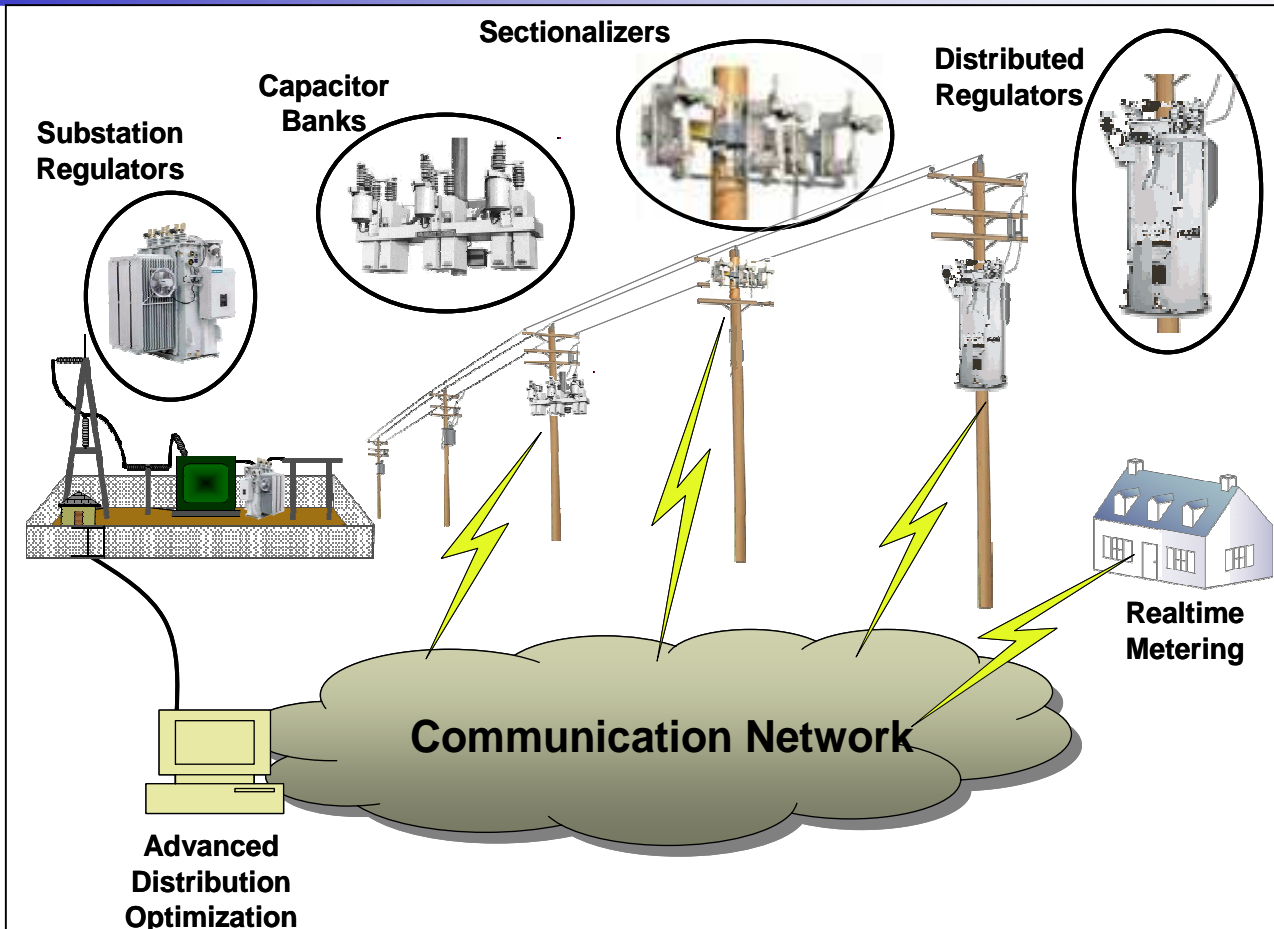 Sectionalizers
Capacitor
Banks
Distributed
Regulators
Substation
Regulators
Realtime
Metering
Communication Network
Advanced
Distribution
Optimization